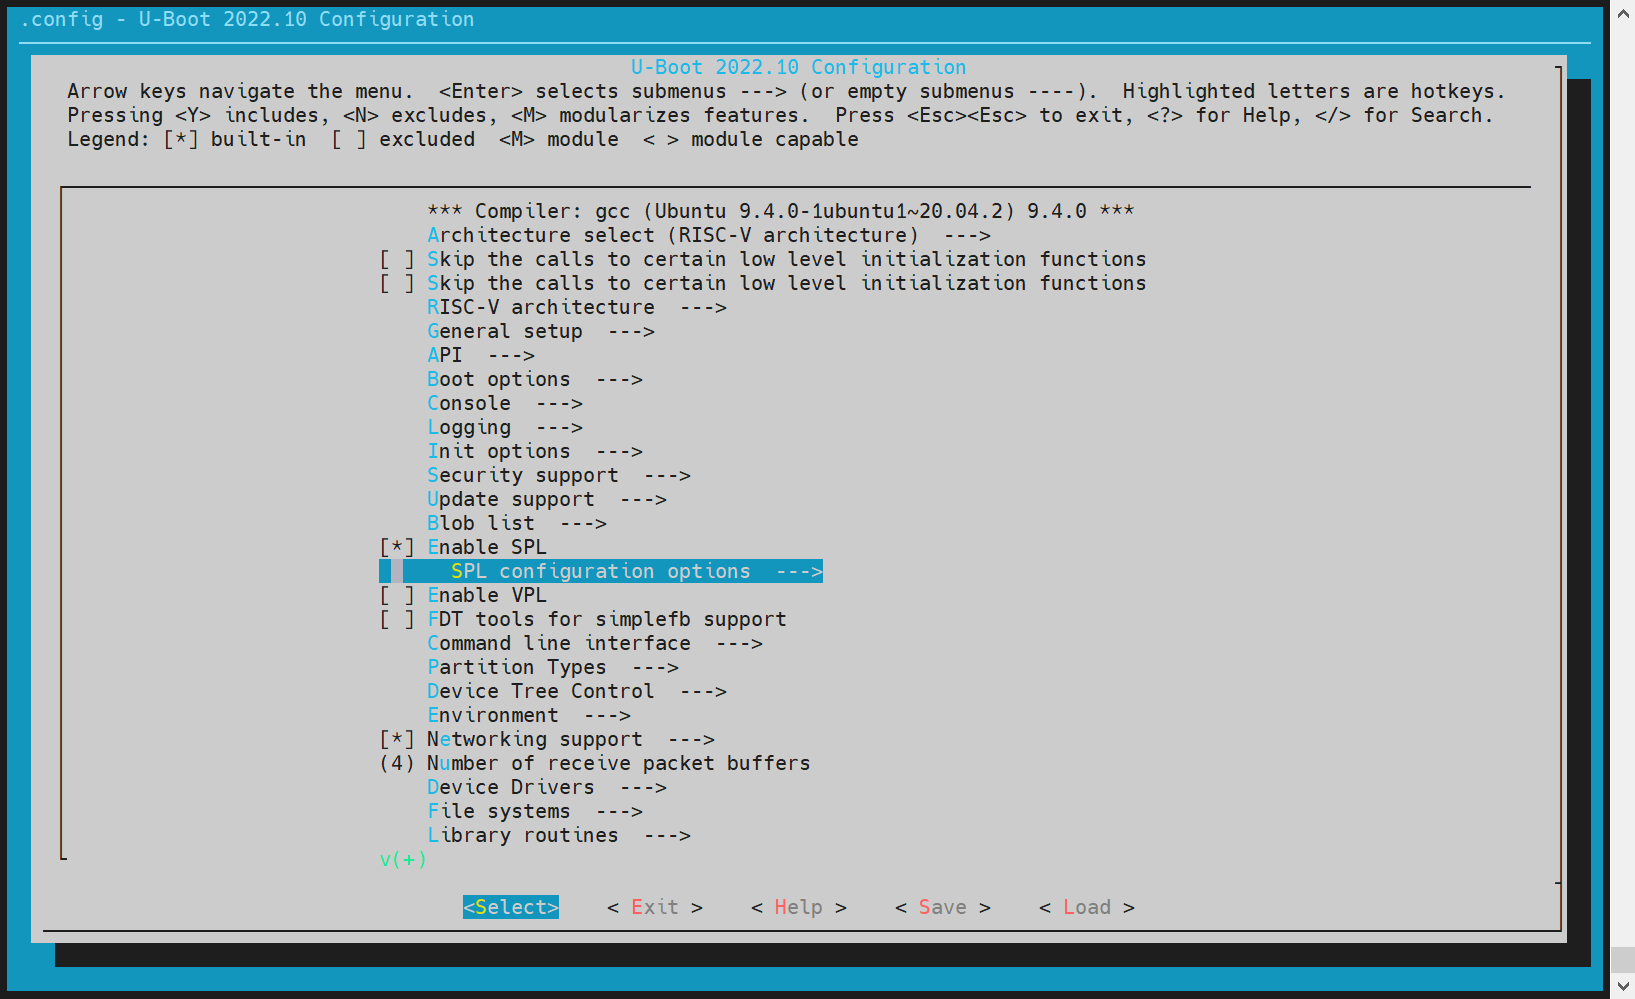 .config - U-Boot 2022.10 Configuration
U-Boot 2022.10 Configuration
Arrow keys navigate the menu.  <Enter> selects submenus ---> (or empty submenus ----).  Highlighted letters are hotkeys.
Pressing <Y> includes, <N> excludes, <M> modularizes features.  Press <Esc><Esc> to exit, <?> for Help, </> for Search.
Legend: [*] built-in  [ ] excluded  <M> module  < > module capable
*** Compiler: gcc (Ubuntu 9.4.0-1ubuntu1~20.04.2) 9.4.0 ***
Architecture select (RISC-V architecture)  --->
[ ] Skip the calls to certain low level initialization functions
[ ] Skip the calls to certain low level initialization functions
RISC-V architecture  --->
General setup  --->
API  --->
Boot options  --->
Console  --->
Logging  --->
Init options  --->
Security support  --->
Update support  --->
Blob list  --->
[*] Enable SPL
SPL configuration options  --->
[ ] Enable VPL
[ ] FDT tools for simplefb support
Command line interface  --->
Partition Types  --->
Device Tree Control  --->
Environment  --->
[*] Networking support  --->
(4) Number of receive packet buffers
Device Drivers  --->
File systems  --->
Library routines  --->
v(+)
<Select>    < Exit >    < Help >    < Save >    < Load >